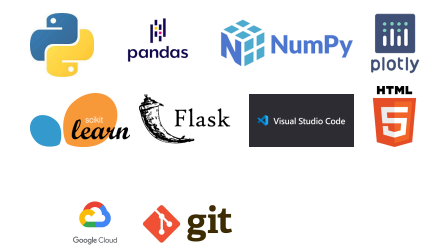 pandas
NumPy
plotly
scikit
learn
Flask
Visual Studio Code
HTML
5
Google Cloud
git